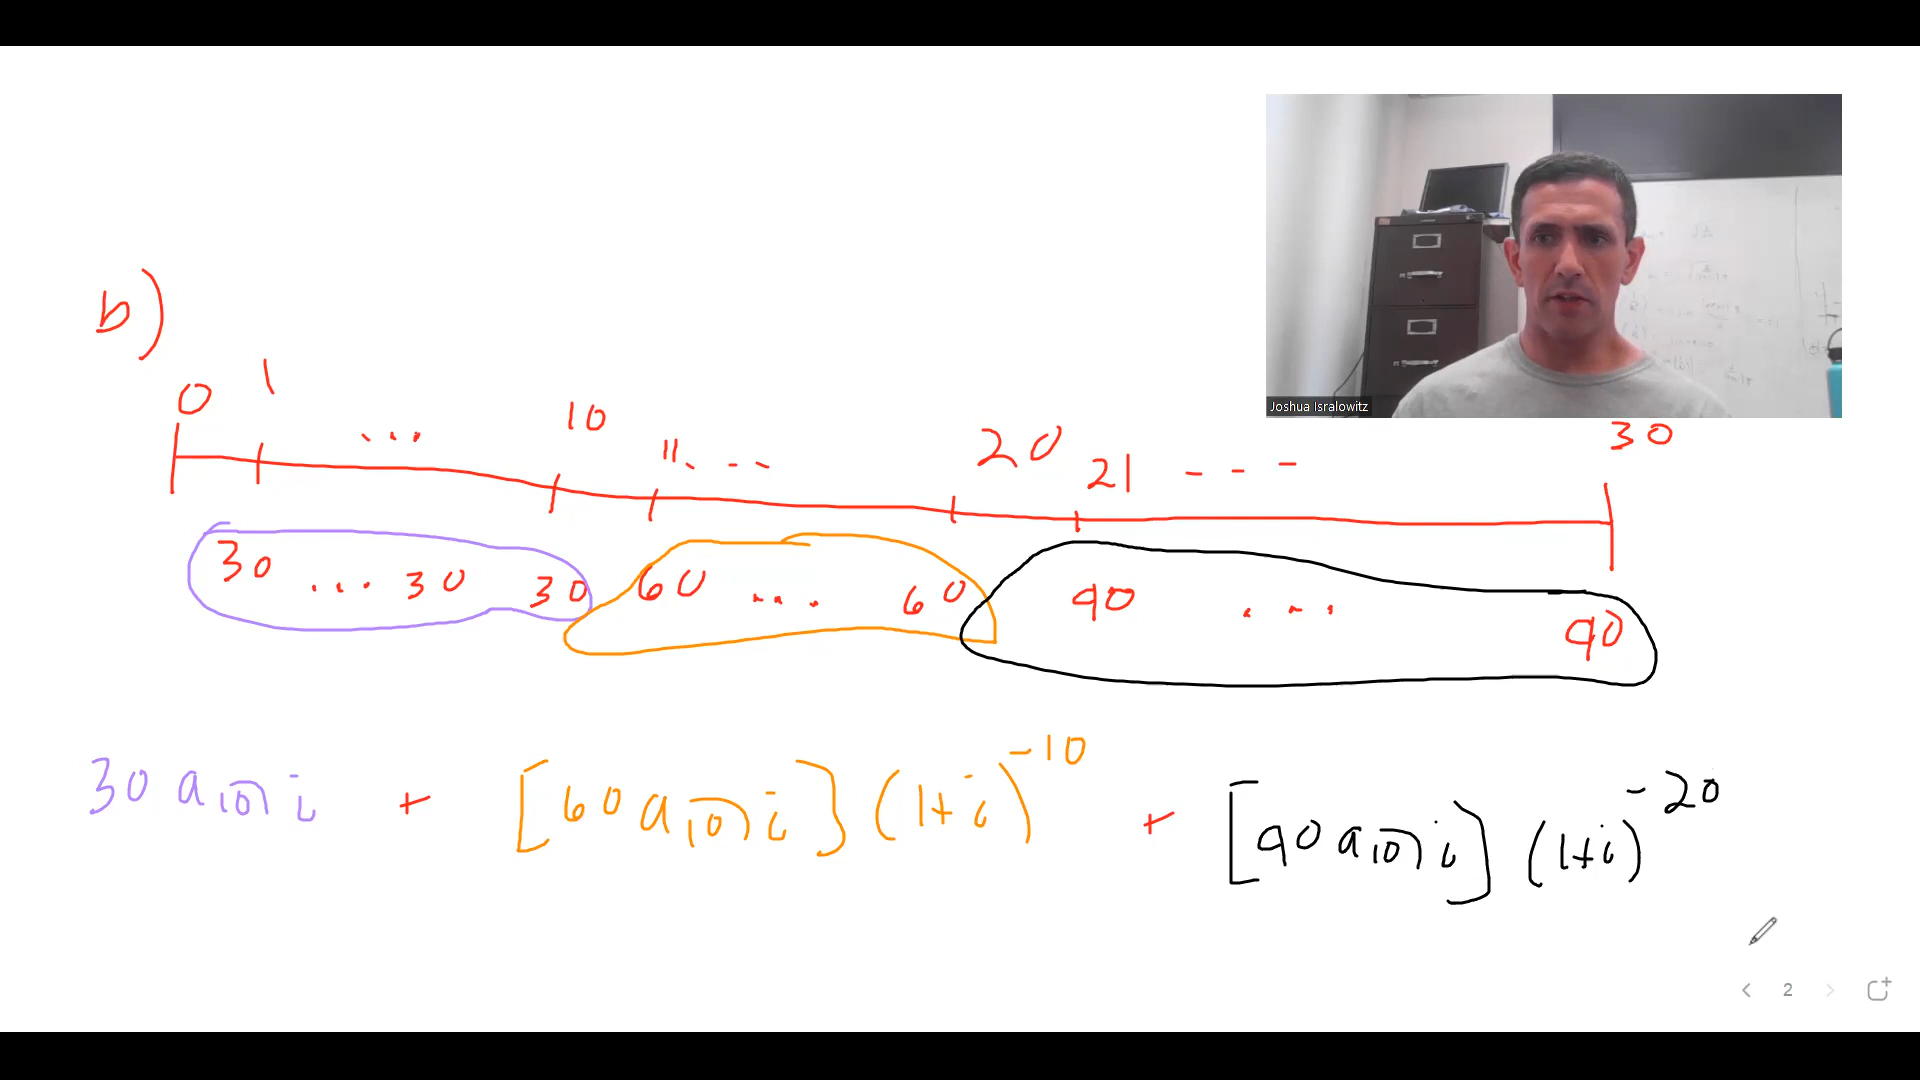 Joshua Isralowitz
b)
0 1 ... 10 11 . - - 20 21 - - - 30
30 ... 30 30 60 ... 60 90 ... 90
30 a₁₀⌉ i + [60 a₁₀⌉ i] (1+i)⁻¹⁰ + [90 a₁₀⌉ i] (1+i)⁻²⁰
2